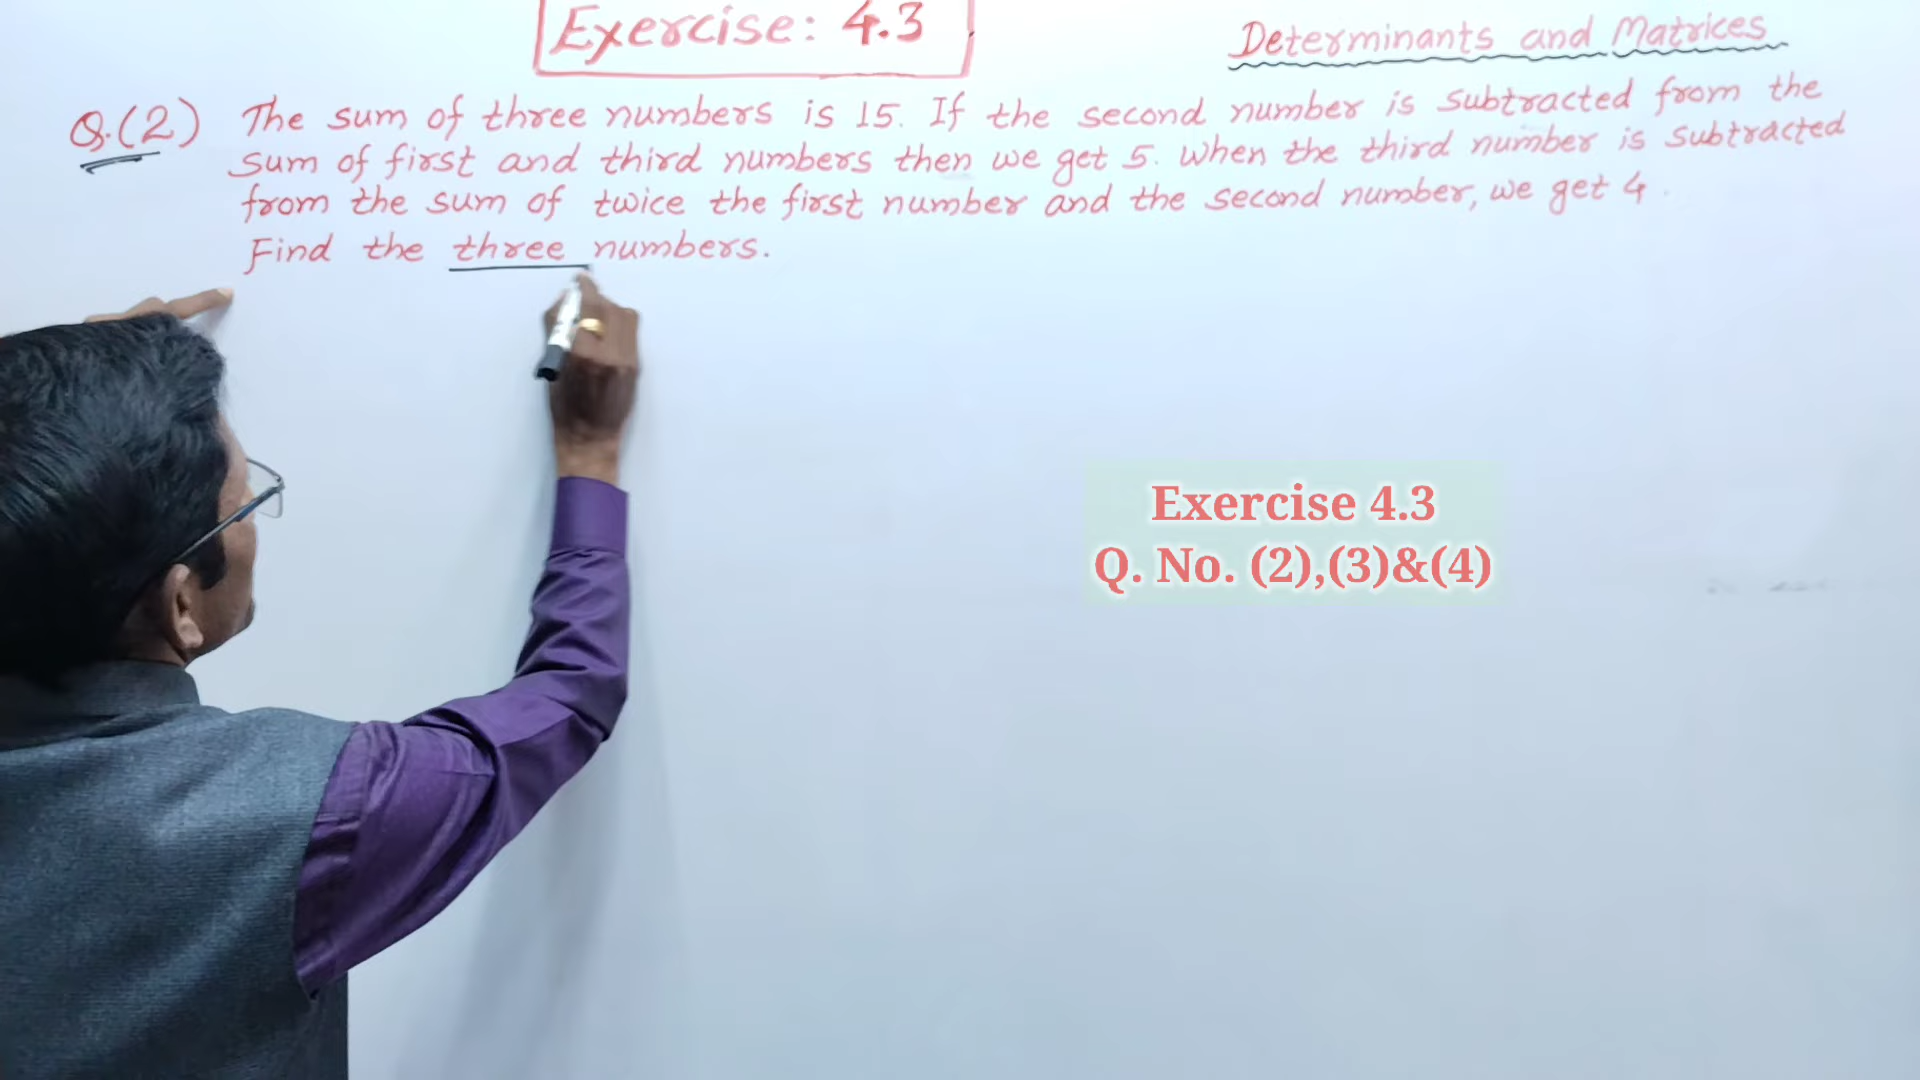 Exercise: 4.3
Determinants and Matrices
Q.(2) The sum of three numbers is 15. If the second number is subtracted from the
sum of first and third numbers then we get 5. When the third number is subtracted
from the sum of twice the first number and the second number, we get 4.
Find the three numbers.
Exercise 4.3
Q. No. (2),(3)&(4)